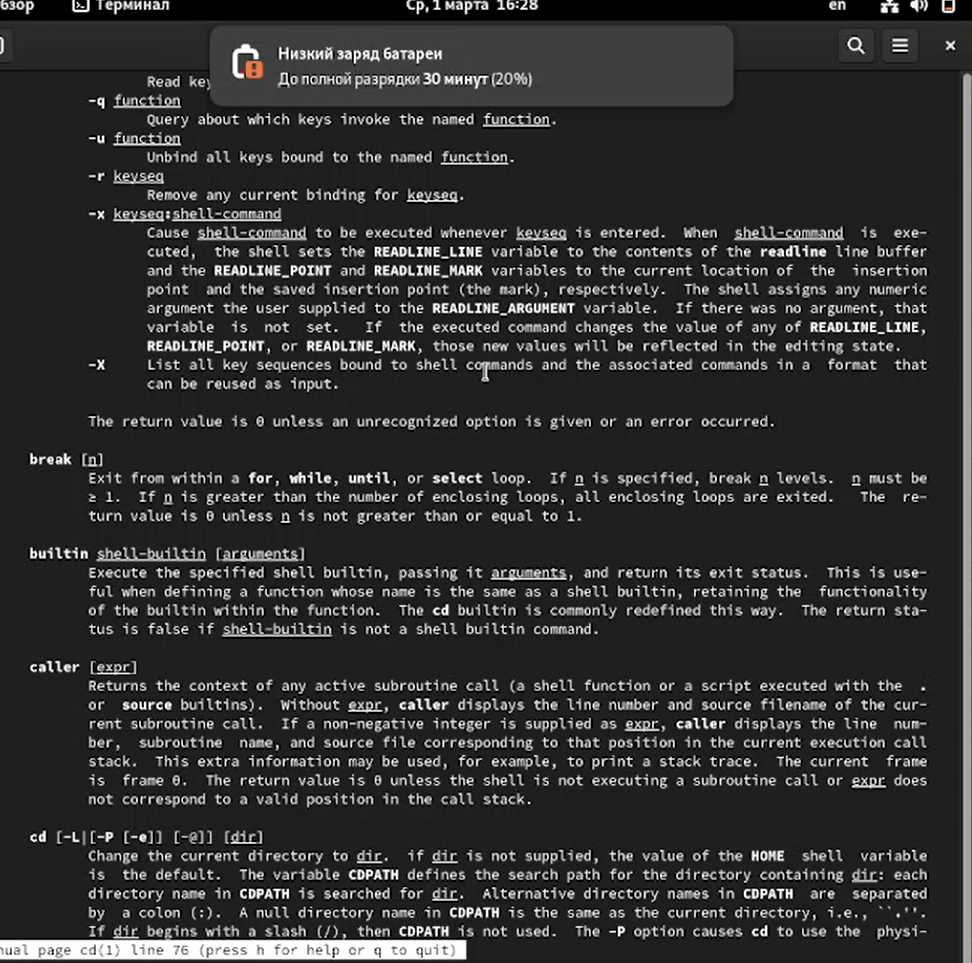 бзор Терминал Ср, 1 марта 16:28 en
Низкий заряд батареи
До полной разрядки 30 минут (20%)
Read key
-q function
Query about which keys invoke the named function.
-u function
Unbind all keys bound to the named function.
-r keyseq
Remove any current binding for keyseq.
-x keyseq:shell-command
Cause shell-command to be executed whenever keyseq is entered. When shell-command is exe-
cuted, the shell sets the READLINE_LINE variable to the contents of the readline line buffer
and the READLINE_POINT and READLINE_MARK variables to the current location of the insertion
point and the saved insertion point (the mark), respectively. The shell assigns any numeric
argument the user supplied to the READLINE_ARGUMENT variable. If there was no argument, that
variable is not set. If the executed command changes the value of any of READLINE_LINE,
READLINE_POINT, or READLINE_MARK, those new values will be reflected in the editing state.
-X List all key sequences bound to shell commands and the associated commands in a format that
can be reused as input.
The return value is 0 unless an unrecognized option is given or an error occurred.
break [n]
Exit from within a for, while, until, or select loop. If n is specified, break n levels. n must be
≥ 1. If n is greater than the number of enclosing loops, all enclosing loops are exited. The re-
turn value is 0 unless n is not greater than or equal to 1.
builtin shell-builtin [arguments]
Execute the specified shell builtin, passing it arguments, and return its exit status. This is use-
ful when defining a function whose name is the same as a shell builtin, retaining the functionality
of the builtin within the function. The cd builtin is commonly redefined this way. The return sta-
tus is false if shell-builtin is not a shell builtin command.
caller [expr]
Returns the context of any active subroutine call (a shell function or a script executed with the .
or source builtins). Without expr, caller displays the line number and source filename of the cur-
rent subroutine call. If a non-negative integer is supplied as expr, caller displays the line num-
ber, subroutine name, and source file corresponding to that position in the current execution call
stack. This extra information may be used, for example, to print a stack trace. The current frame
is frame 0. The return value is 0 unless the shell is not executing a subroutine call or expr does
not correspond to a valid position in the call stack.
cd [-L|[-P [-e]] [-@]] [dir]
Change the current directory to dir. if dir is not supplied, the value of the HOME shell variable
is the default. The variable CDPATH defines the search path for the directory containing dir: each
directory name in CDPATH is searched for dir. Alternative directory names in CDPATH are separated
by a colon (:). A null directory name in CDPATH is the same as the current directory, i.e., ``.''.
If dir begins with a slash (/), then CDPATH is not used. The -P option causes cd to use the physi-
nual page cd(1) line 76 (press h for help or q to quit)